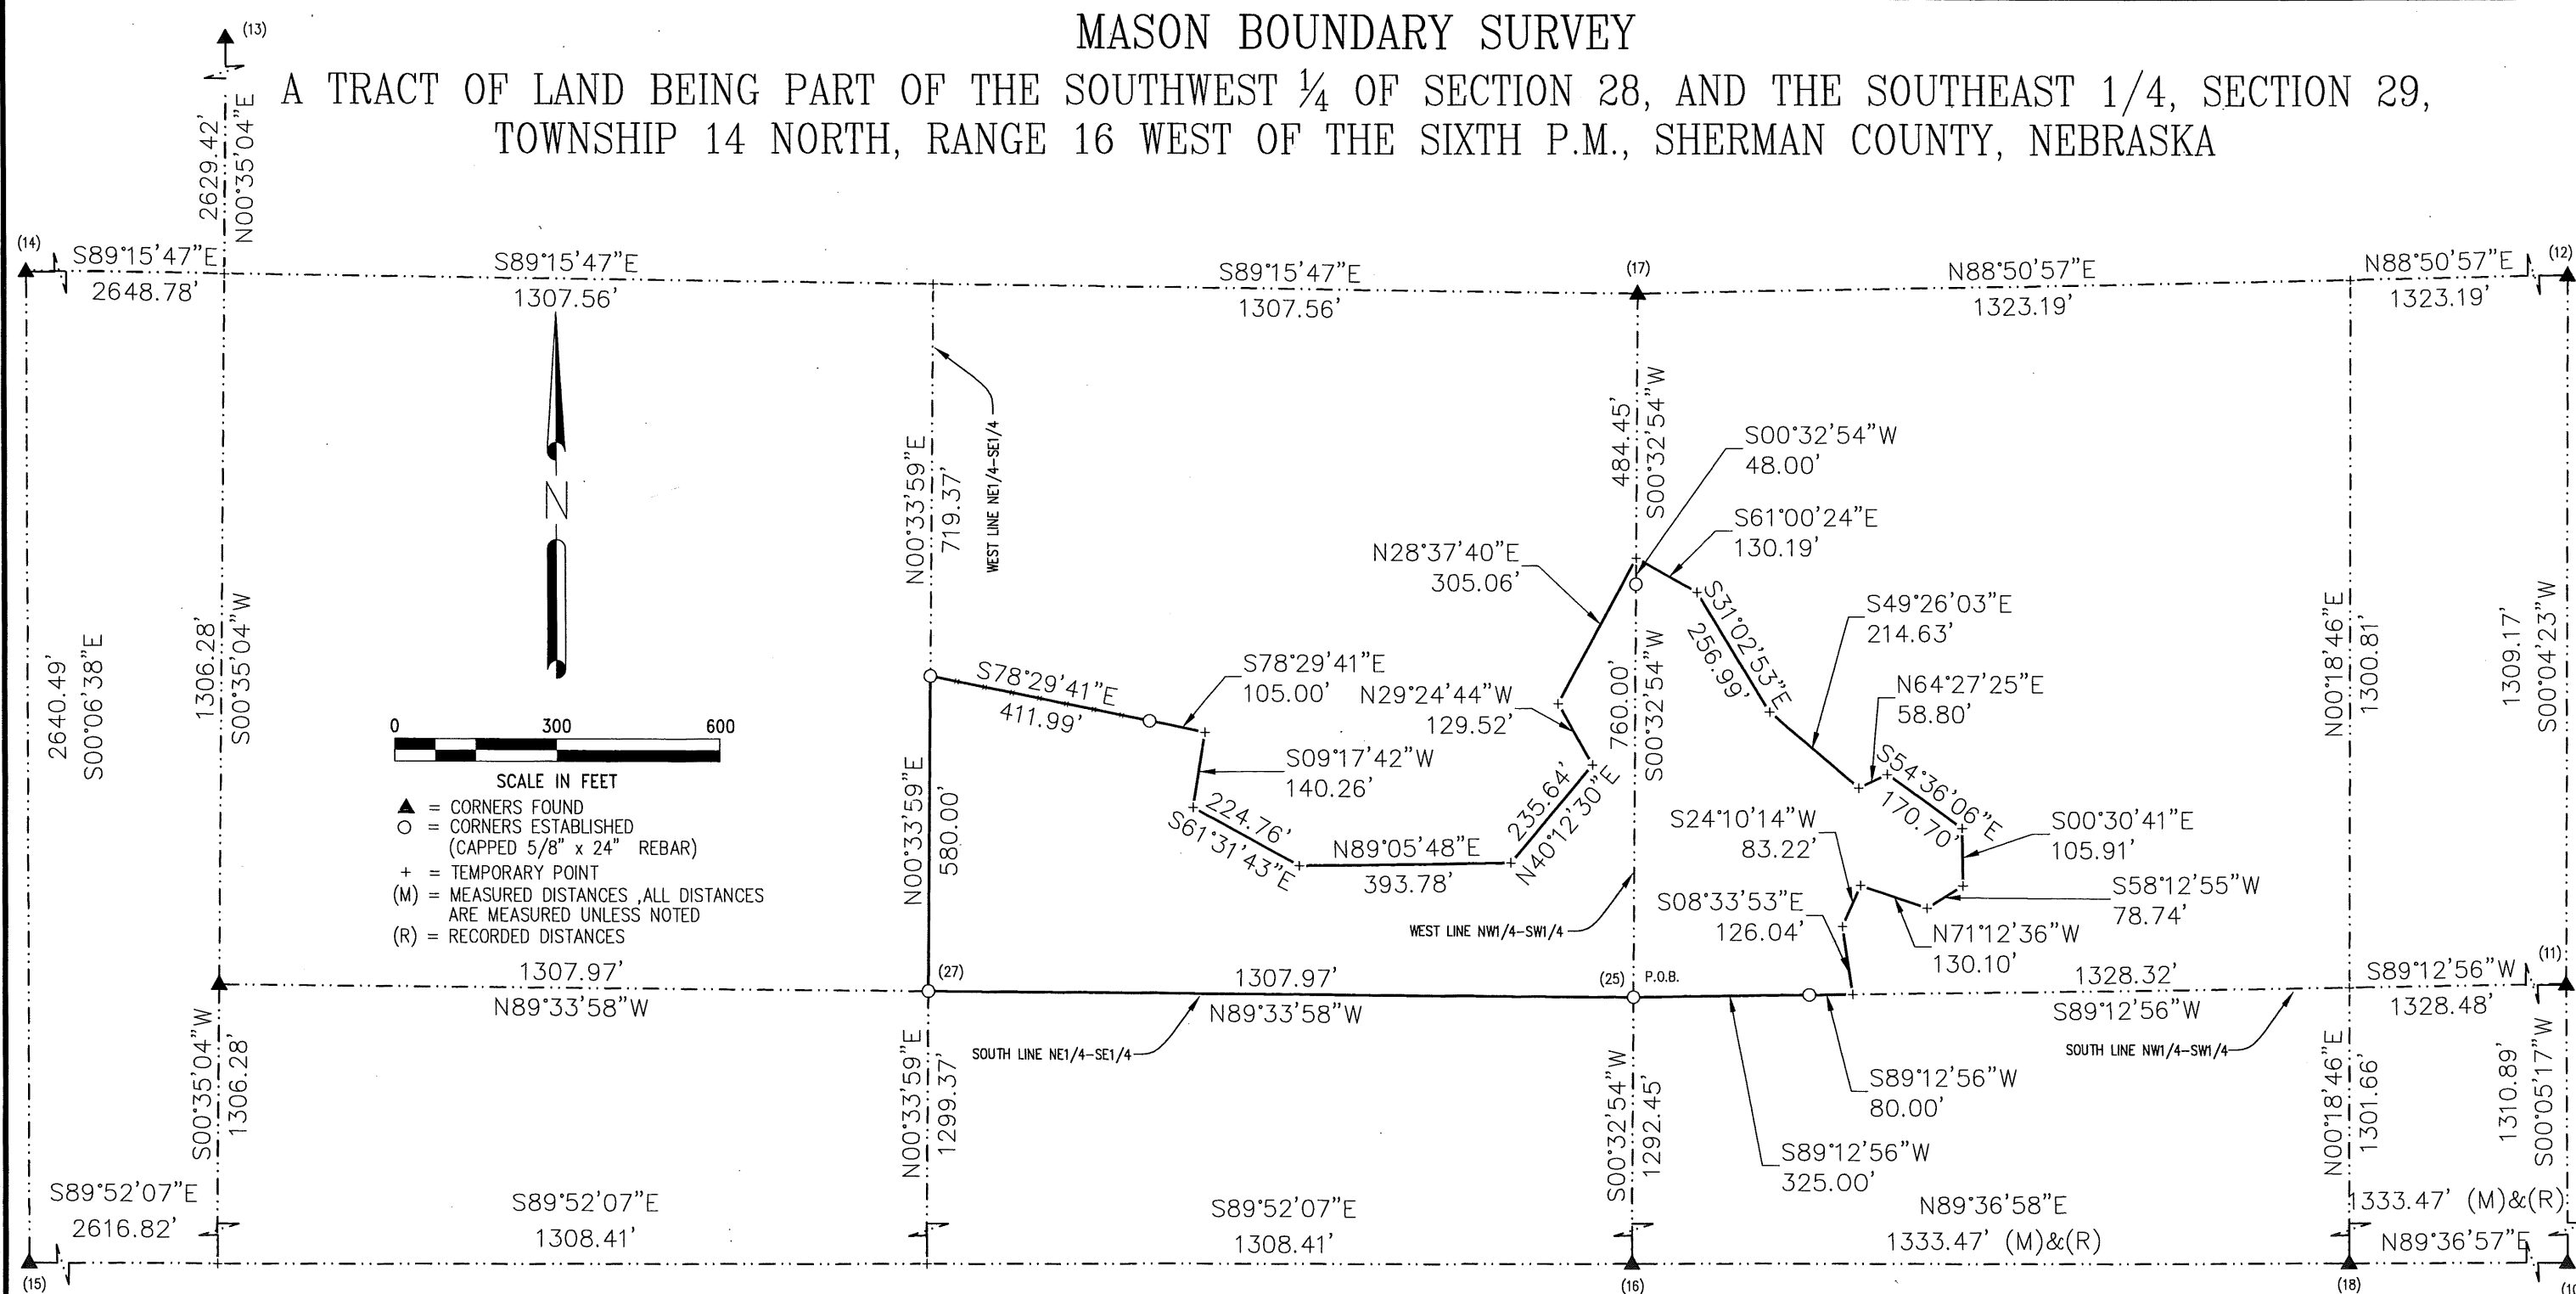 MASON BOUNDARY SURVEY
A TRACT OF LAND BEING PART OF THE SOUTHWEST ¼ OF SECTION 28, AND THE SOUTHEAST 1/4, SECTION 29,
TOWNSHIP 14 NORTH, RANGE 16 WEST OF THE SIXTH P.M., SHERMAN COUNTY, NEBRASKA
(13)
2629.42'
N00°35'04"E
(14)
S89°15'47"E
2648.78'
S89°15'47"E
1307.56'
S89°15'47"E
1307.56'
(17)
N88°50'57"E
1323.19'
N88°50'57"E
1323.19'
(12)
N
0 300 600
SCALE IN FEET
▲ = CORNERS FOUND
○ = CORNERS ESTABLISHED
(CAPPED 5/8" x 24" REBAR)
+ = TEMPORARY POINT
(M) = MEASURED DISTANCES ,ALL DISTANCES
ARE MEASURED UNLESS NOTED
(R) = RECORDED DISTANCES
2640.49'
S00°06'38"E
1306.28'
S00°35'04"W
N00°33'59"E
719.37'
WEST LINE NE1/4-SE1/4
484.45'
S00°32'54"W
S00°32'54"W
48.00'
S61°00'24"E
130.19'
N28°37'40"E
305.06'
S31°02'53"E
256.99'
S49°26'03"E
214.63'
N64°27'25"E
58.80'
S78°29'41"E
411.99'
S78°29'41"E
105.00'
N29°24'44"W
129.52'
760.00'
S00°32'54"W
S09°17'42"W
140.26'
224.76'
S61°31'43"E
N89°05'48"E
393.78'
235.64'
N40°12'30"E
S54°36'06"E
170.70'
S24°10'14"W
83.22'
S00°30'41"E
105.91'
S58°12'55"W
78.74'
S08°33'53"E
126.04'
N71°12'36"W
130.10'
WEST LINE NW1/4-SW1/4
N00°33'59"E
580.00'
N00°18'46"E
1300.81'
1309.17'
S00°04'23"W
1307.97'
N89°33'58"W
(27)
1307.97'
N89°33'58"W
(25)
P.O.B.
1328.32'
S89°12'56"W
S89°12'56"W
1328.48'
(11)
SOUTH LINE NE1/4-SE1/4
SOUTH LINE NW1/4-SW1/4
S89°12'56"W
80.00'
S89°12'56"W
325.00'
S00°35'04"W
1306.28'
N00°33'59"E
1299.37'
S00°32'54"W
1292.45'
N00°18'46"E
1301.66'
1310.89'
S00°05'17"W
S89°52'07"E
2616.82'
S89°52'07"E
1308.41'
S89°52'07"E
1308.41'
N89°36'58"E
1333.47' (M)&(R)
1333.47' (M)&(R)
N89°36'57"E
(15)
(16)
(18)